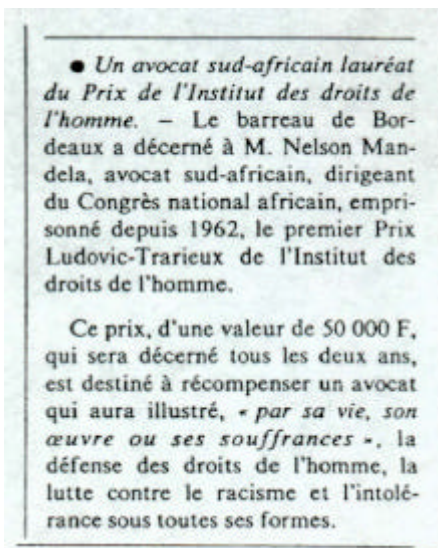 ● Un avocat sud-africain lauréat
du Prix de l'Institut des droits de
l'homme. – Le barreau de Bor-
deaux a décerné à M. Nelson Man-
dela, avocat sud-africain, dirigeant
du Congrès national africain, empri-
sonné depuis 1962, le premier Prix
Ludovic-Trarieux de l'Institut des
droits de l'homme.
Ce prix, d'une valeur de 50 000 F,
qui sera décerné tous les deux ans,
est destiné à récompenser un avocat
qui aura illustré, « par sa vie, son
œuvre ou ses souffrances », la
défense des droits de l'homme, la
lutte contre le racisme et l'intolé-
rance sous toutes ses formes.